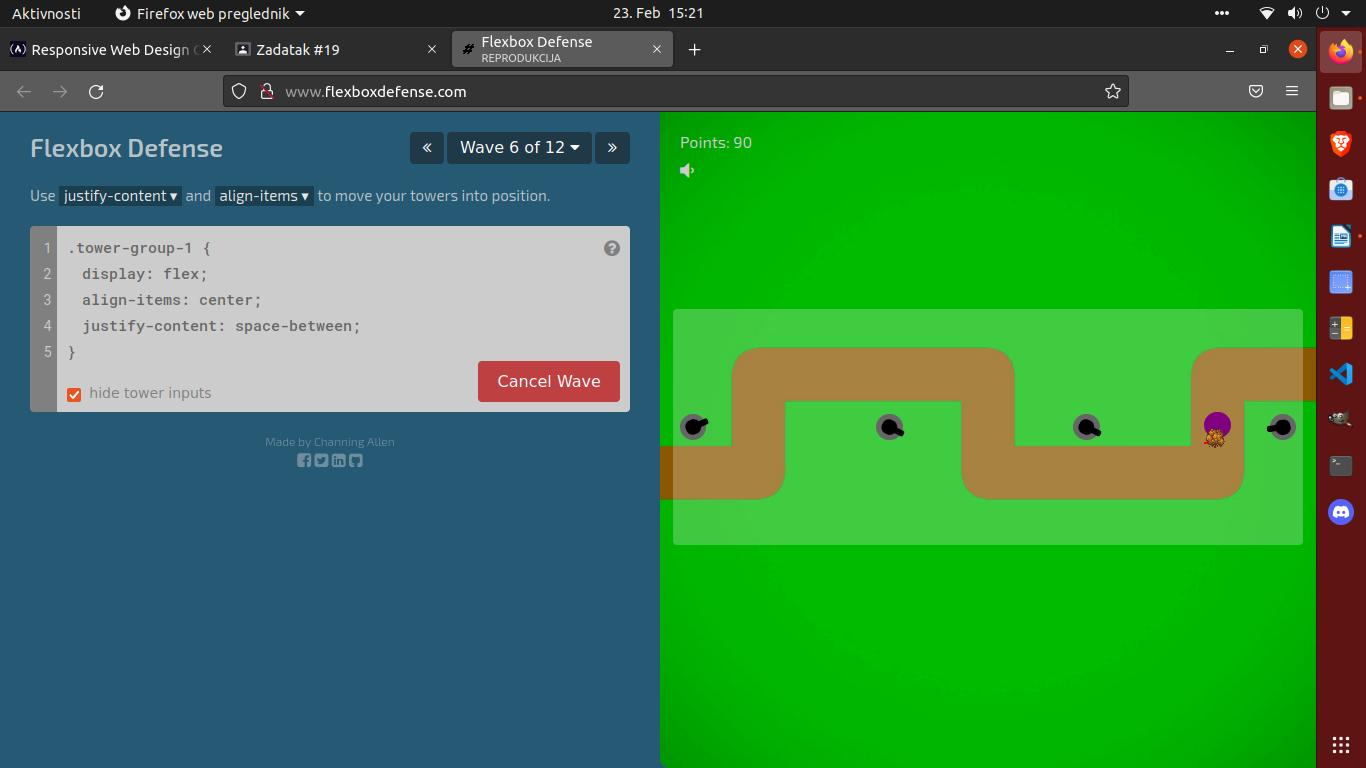 Aktivnosti
Firefox web preglednik
23. Feb 15:21
Responsive Web Design
Zadatak #19
Flexbox Defense
REPRODUKCIJA
www.flexboxdefense.com
Flexbox Defense
«
Wave 6 of 12
»
Use justify-content ▾ and align-items ▾ to move your towers into position.
1 .tower-group-1 {
2 display: flex;
3 align-items: center;
4 justify-content: space-between;
5 }
hide tower inputs
Cancel Wave
Made by Channing Allen
Points: 90